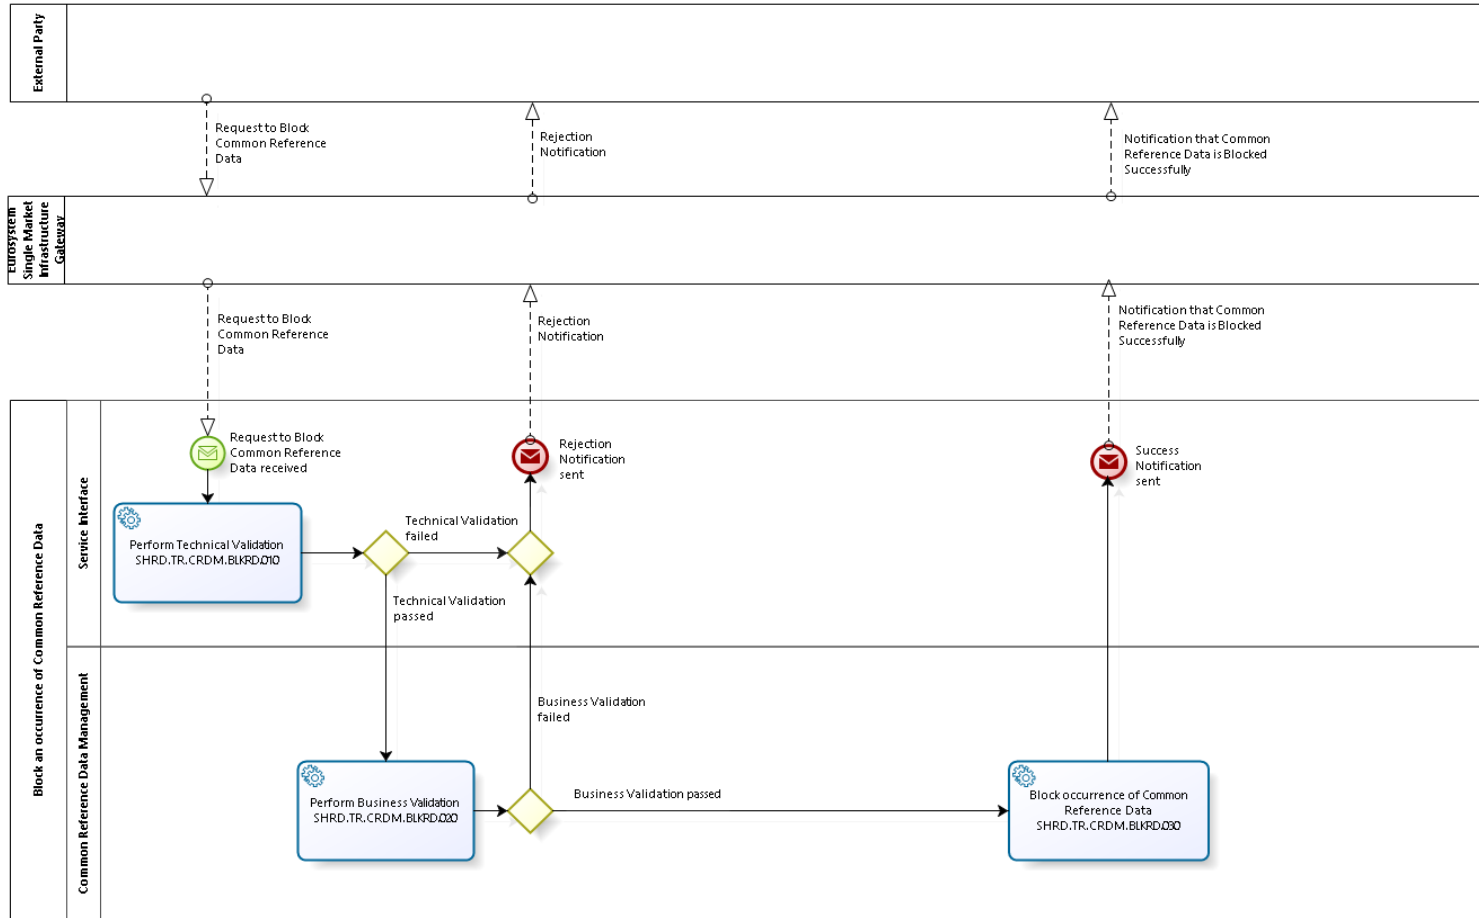 External Party
Request to Block
Common Reference
Data
Rejection
Notification
Notification that Common
Reference Data is Blocked
Successfully
Eurosystem
Single Market
Infrastructure
Gateway
Request to Block
Common Reference
Data
Rejection
Notification
Notification that Common
Reference Data is Blocked
Successfully
Block an occurrence of Common Reference Data
Service Interface
Request to Block
Common Reference
Data received
Rejection
Notification
sent
Success
Notification
sent
Perform Technical Validation
SHRD.TR.CRDM.BLKRD.010
Technical Validation
failed
Technical Validation
passed
Common Reference Data Management
Business Validation
failed
Perform Business Validation
SHRD.TR.CRDM.BLKRD.020
Business Validation passed
Block occurrence of Common
Reference Data
SHRD.TR.CRDM.BLKRD.030